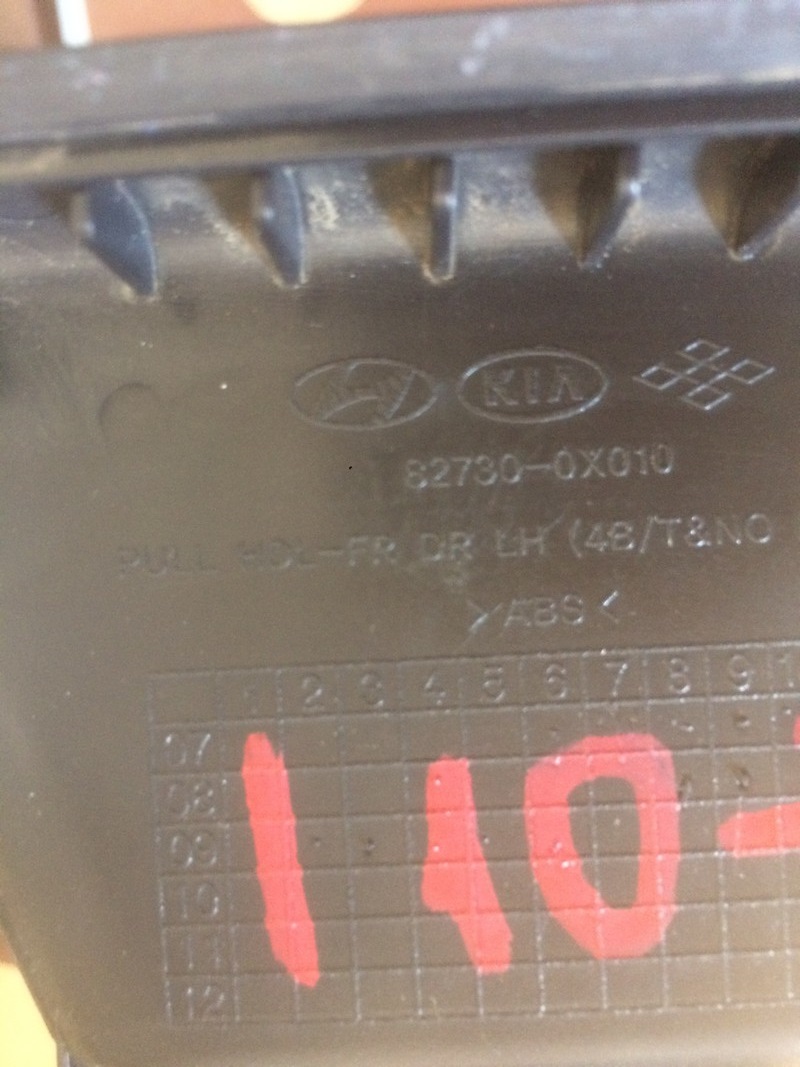 KIA
82730-0X010
PULL HDL-FR DR LH (4B/T&NO
>ABS<
1 2 3 4 5 6 7 8 9 1
07
08
09
10
11
12
110-